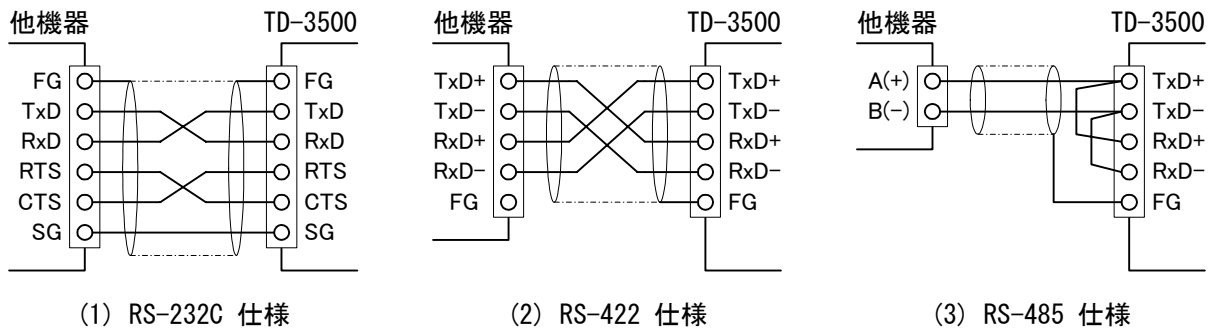 他機器 TD-3500
FG FG
TxD TxD
RxD RxD
RTS RTS
CTS CTS
SG SG
(1) RS-232C 仕様
他機器 TD-3500
TxD+ TxD+
TxD- TxD-
RxD+ RxD+
RxD- RxD-
FG FG
(2) RS-422 仕様
他機器 TD-3500
A(+) TxD+
B(-) TxD-
RxD+
RxD-
FG
(3) RS-485 仕様